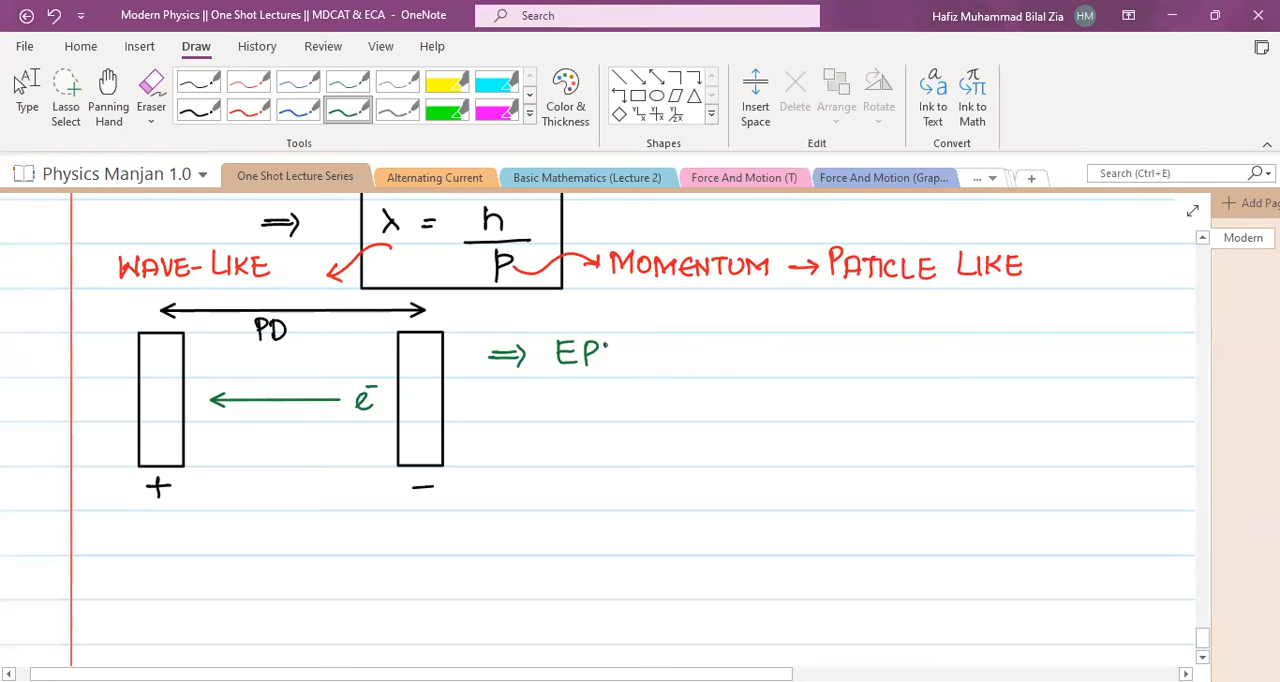 Modern Physics || One Shot Lectures || MDCAT & ECA - OneNote
Search
Hafiz Muhammad Bilal Zia HM
File Home Insert Draw History Review View Help
Type
Lasso Select
Panning Hand
Eraser
Color & Thickness
Insert Space
Delete
Arrange
Rotate
Ink to Text
Ink to Math
Tools
Shapes
Edit
Convert
Physics Manjan 1.0
One Shot Lecture Series
Alternating Current
Basic Mathematics (Lecture 2)
Force And Motion (T)
Force And Motion (Grap...
...
Search (Ctrl+E)
Add Pag
Modern
⇒ λ = h / P
WAVE-LIKE
MOMENTUM → PATICLE LIKE
PD
⇒ EP
e⁻
+ −